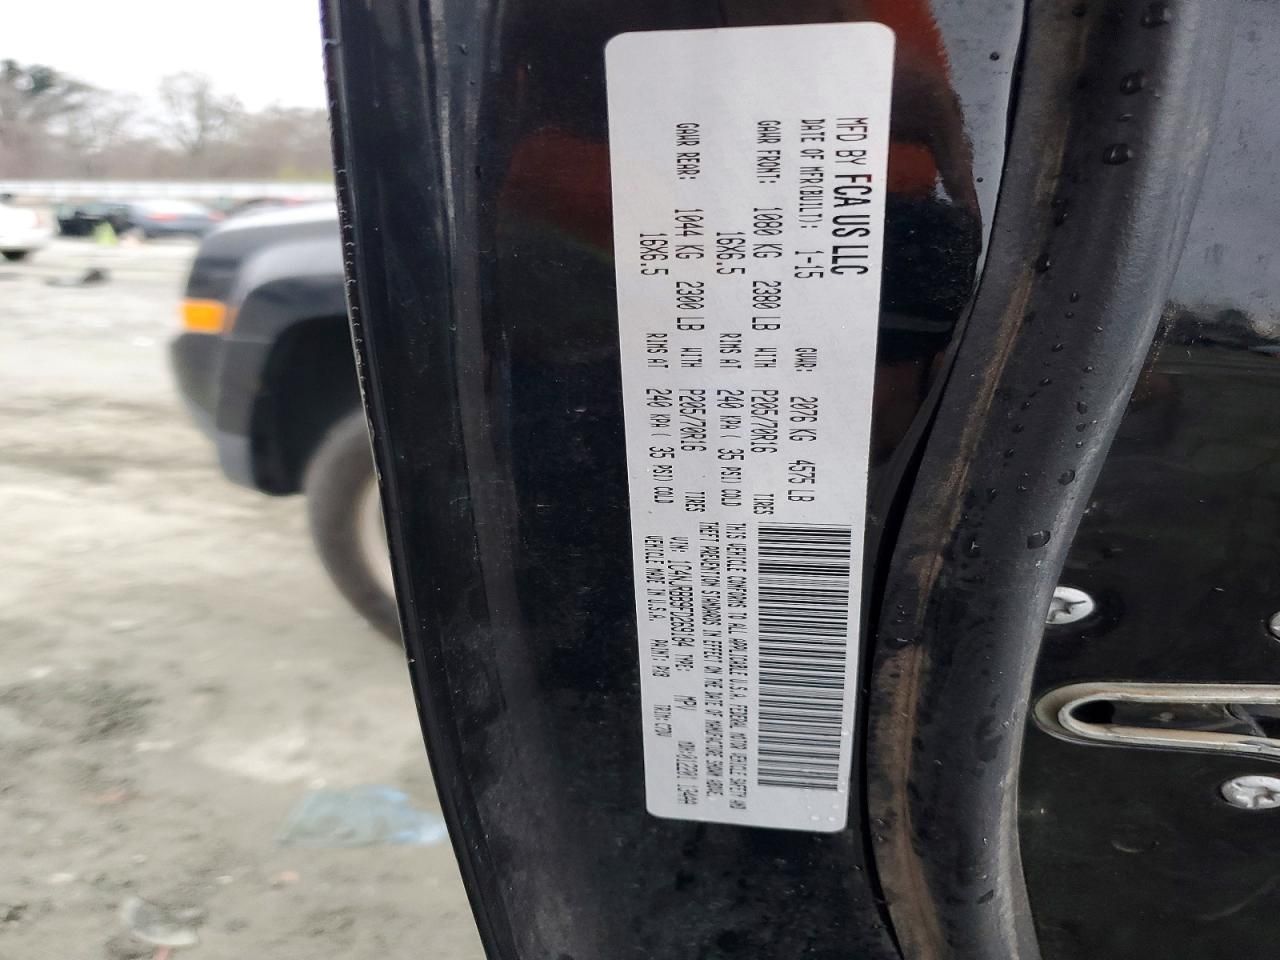 MFD BY FCA US LLC
DATE OF MFR(BUILT): 1-15 GVWR: 2076 KG 4575 LB
GAWR FRONT: 1080 KG 2380 LB WITH P205/70R16 TIRES
16X6.5 RIMS AT 240 KPA( 35 PSI) COLD
GAWR REAR: 1044 KG 2300 LB WITH P205/70R16 TIRES
16X6.5 RIMS AT 240 KPA( 35 PSI) COLD
THIS VEHICLE CONFORMS TO ALL APPLICABLE U.S.A. FEDERAL MOTOR VEHICLE SAFETY AND
THEFT PREVENTION STANDARDS IN EFFECT ON THE DATE OF MANUFACTURE SHOWN ABOVE.
VIN: 1C4NJRBB9FD269184 TYPE: MPV
VEHICLE MADE IN U.S.A. PAINT: PX8